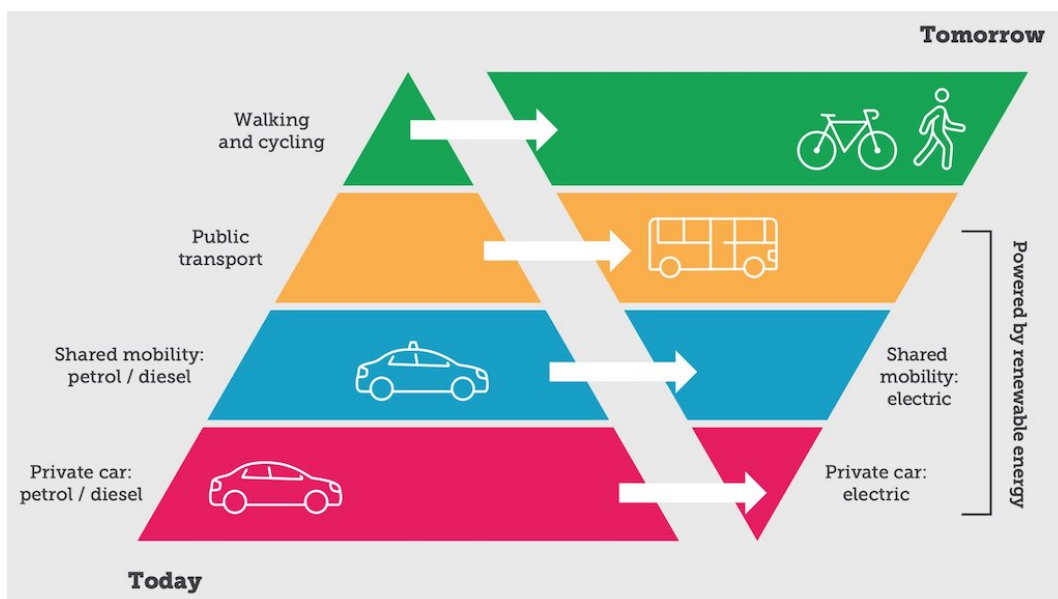 Tomorrow
Walking
and cycling
Public
transport
Shared mobility:
petrol / diesel
Shared
mobility:
electric
Private car:
petrol / diesel
Private car:
electric
Powered by renewable energy
Today